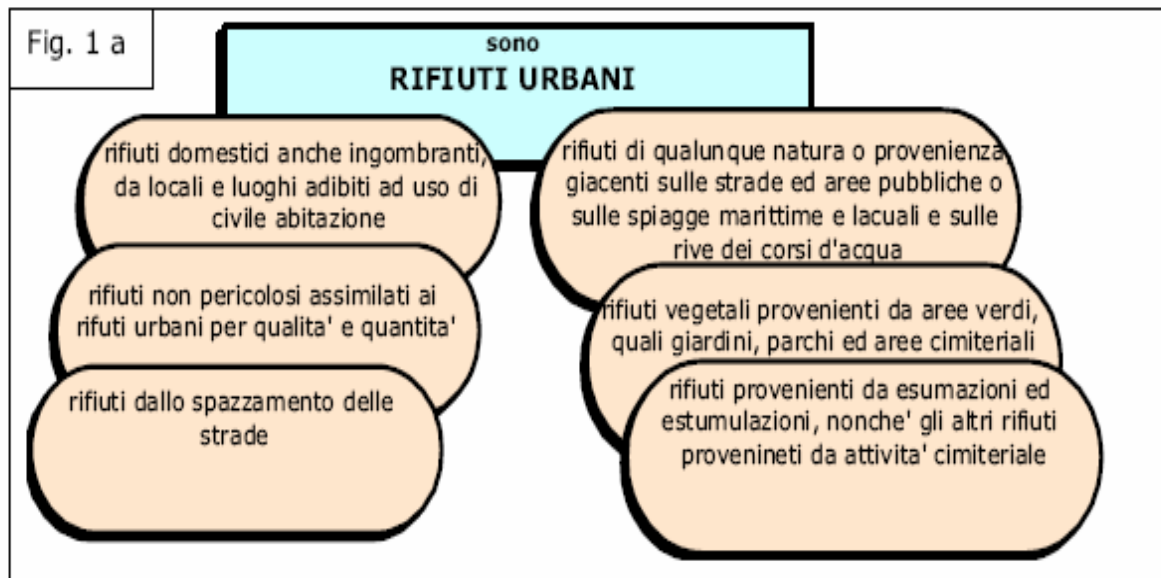 Fig. 1 a
sono
RIFIUTI URBANI
rifiuti domestici anche ingombranti,
da locali e luoghi adibiti ad uso di
civile abitazione
rifiuti non pericolosi assimilati ai
rifuti urbani per qualita' e quantita'
rifiuti dallo spazzamento delle
strade
rifiuti di qualunque natura o provenienza,
giacenti sulle strade ed aree pubbliche o
sulle spiagge marittime e lacuali e sulle
rive dei corsi d'acqua
rifiuti vegetali provenienti da aree verdi,
quali giardini, parchi ed aree cimiteriali
rifiuti provenienti da esumazioni ed
estumulazioni, nonche' gli altri rifiuti
provenineti da attivita' cimiteriale